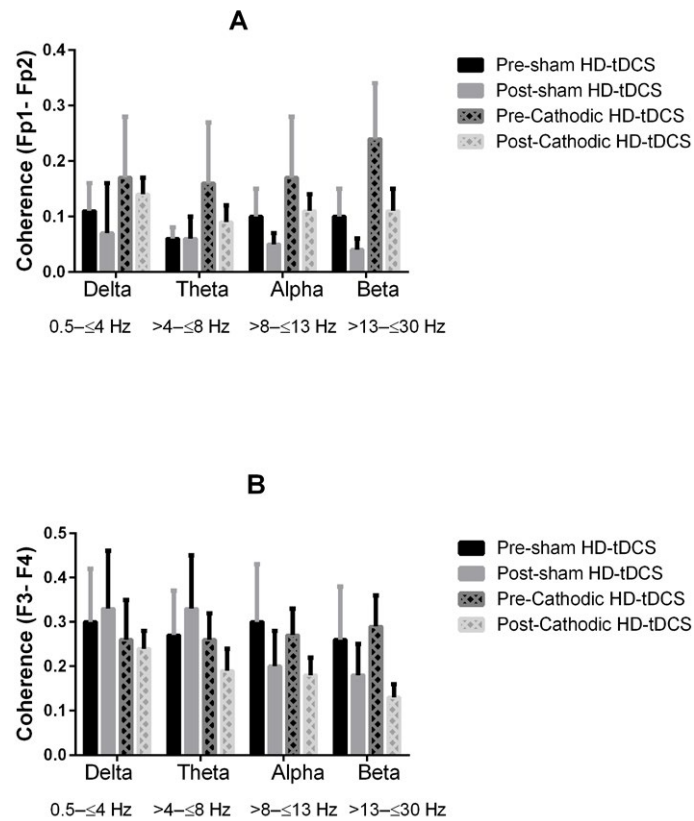 A
Coherence (Fp1- Fp2)
0.4
0.3
0.2
0.1
0.0
Delta Theta Alpha Beta
0.5–≤4 Hz >4–≤8 Hz >8–≤13 Hz >13–≤30 Hz
Pre-sham HD-tDCS
Post-sham HD-tDCS
Pre-Cathodic HD-tDCS
Post-Cathodic HD-tDCS
B
Coherence (F3- F4)
0.5
0.4
0.3
0.2
0.1
0.0
Delta Theta Alpha Beta
0.5–≤4 Hz >4–≤8 Hz >8–≤13 Hz >13–≤30 Hz
Pre-sham HD-tDCS
Post-sham HD-tDCS
Pre-Cathodic HD-tDCS
Post-Cathodic HD-tDCS